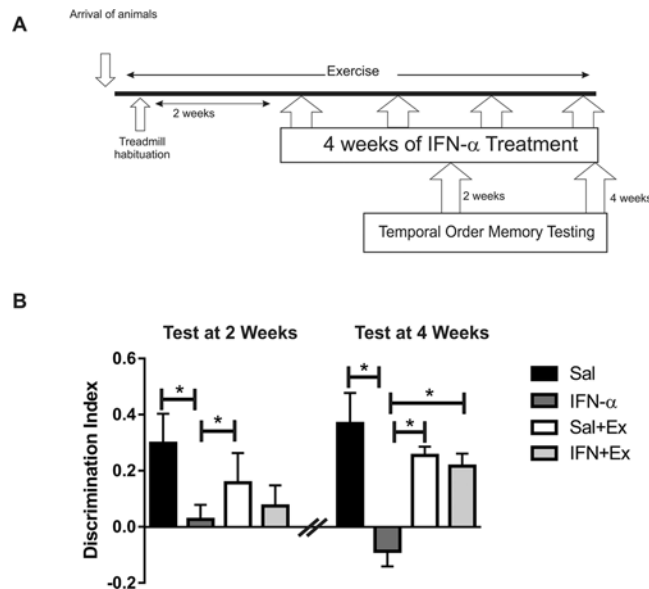 A
Arrival of animals
Exercise
2 weeks
Treadmill
habituation
4 weeks of IFN-α Treatment
2 weeks
4 weeks
Temporal Order Memory Testing
B
Test at 2 Weeks
Test at 4 Weeks
Discrimination Index
0.6
0.4
0.2
0.0
-0.2
*
*
*
*
*
Sal
IFN-α
Sal+Ex
IFN+Ex